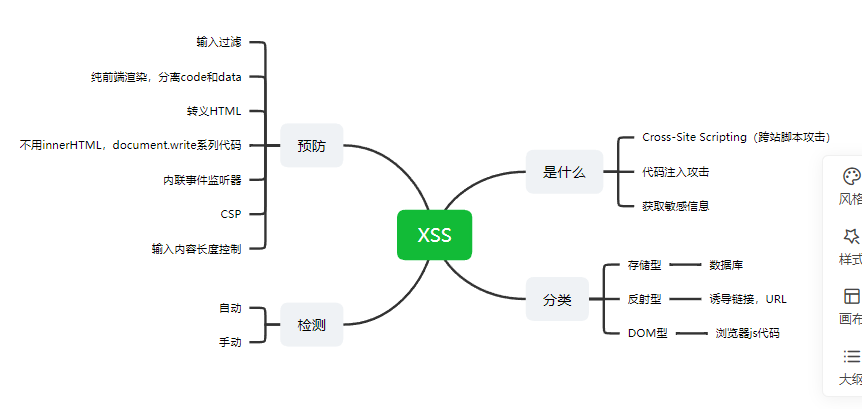 XSS
是什么
Cross-Site Scripting（跨站脚本攻击）
代码注入攻击
获取敏感信息
分类
存储型
数据库
反射型
诱导链接，URL
DOM型
浏览器js代码
预防
输入过滤
纯前端渲染，分离code和data
转义HTML
不用innerHTML，document.write系列代码
内联事件监听器
CSP
输入内容长度控制
检测
自动
手动
风格
样式
画布
大纲